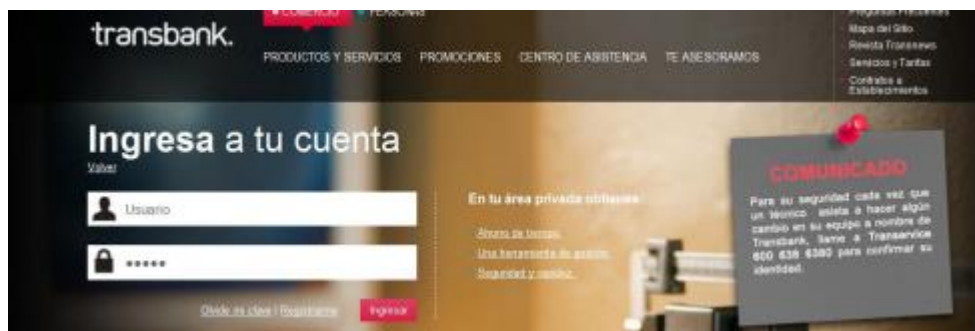 COMERCIO PERSONAS
transbank.
PRODUCTOS Y SERVICIOS PROMOCIONES CENTRO DE ASISTENCIA TE ASESORAMOS
Preguntas Frecuentes
Mapa del Sitio
Revista Transnews
Servicios y Tarifas
Contratos a
Establecimientos
Ingresa a tu cuenta
Volver
Usuario
•••••
Olvide mi clave | Registrarme Ingresar
En tu área privada obtienes:
Ahorro de tiempo.
Una herramienta de gestión.
Seguridad y rapidez.
COMUNICADO
Para su seguridad cada vez que
un técnico asista a hacer algún
cambio en su equipo a nombre de
Transbank, llame a Transervice
600 638 6380 para confirmar su
identidad.